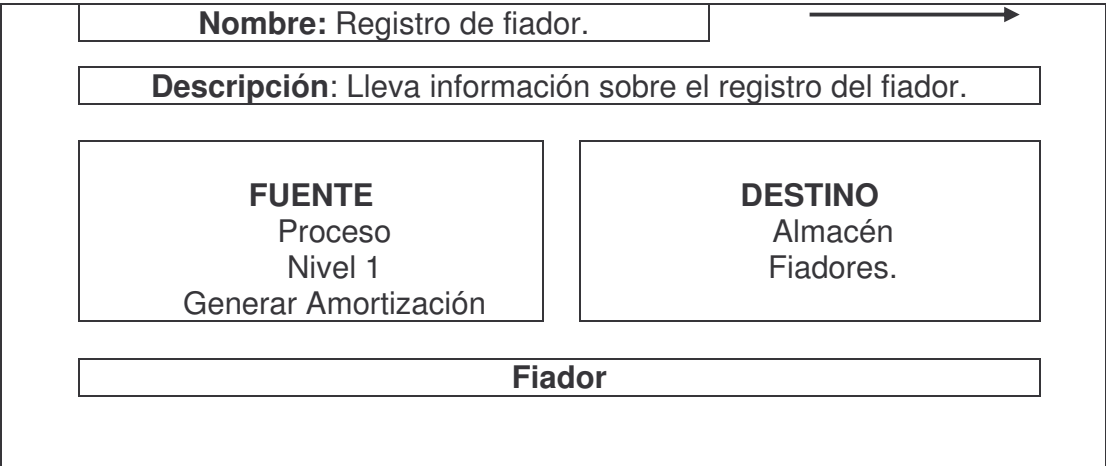 Nombre: Registro de fiador.
Descripción: Lleva información sobre el registro del fiador.
FUENTE
Proceso
Nivel 1
Generar Amortización
DESTINO
Almacén
Fiadores.
Fiador